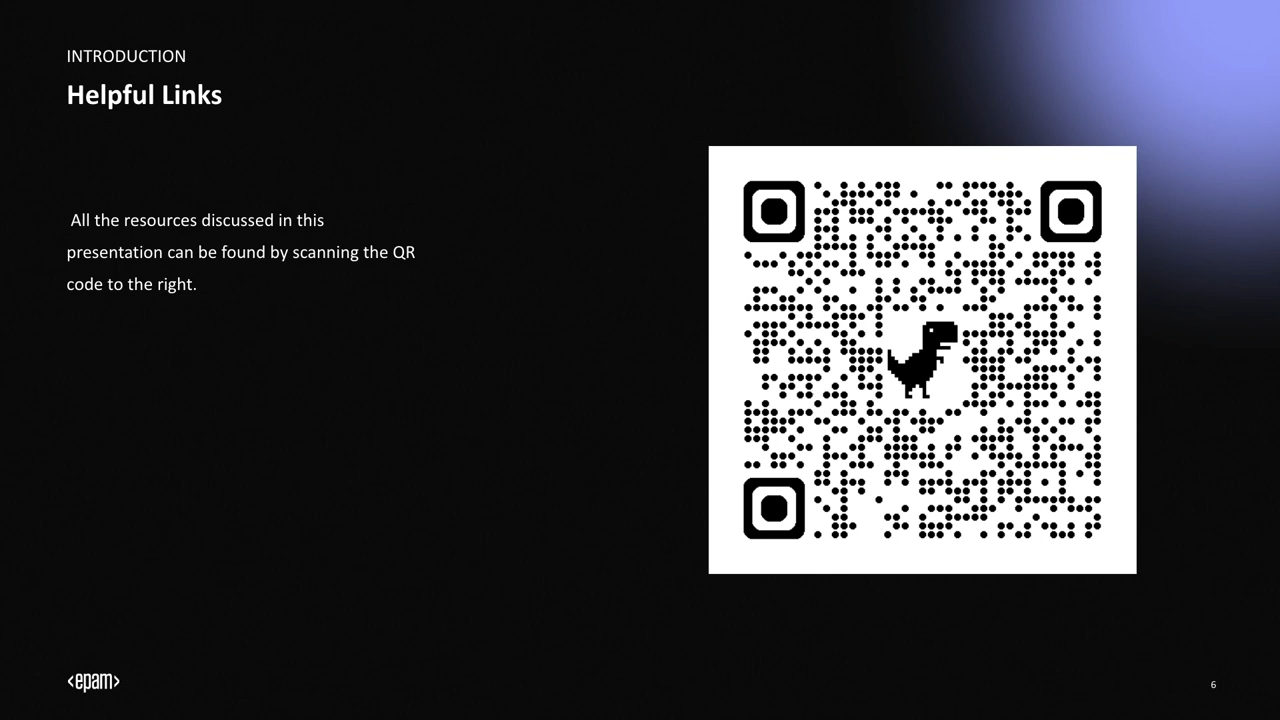 INTRODUCTION
Helpful Links
All the resources discussed in this
presentation can be found by scanning the QR
code to the right.
<epam>
6